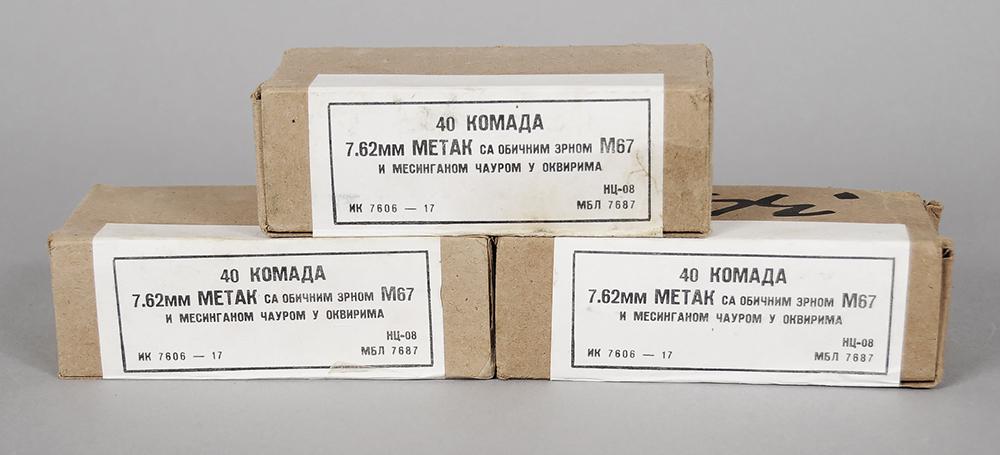 40 КОМАДА
7.62мм МЕТАК СА ОБИЧНИМ ЗРНОМ М67
И МЕСИНГАНОМ ЧАУРОМ У ОКВИРИМА
НЦ-08
ИК 7606 — 17 МБЛ 7687
40 КОМАДА
7.62мм МЕТАК СА ОБИЧНИМ ЗРНОМ М67
И МЕСИНГАНОМ ЧАУРОМ У ОКВИРИМА
НЦ-08
ИК 7606 — 17 МБЛ 7687
40 КОМАДА
7.62мм МЕТАК СА ОБИЧНИМ ЗРНОМ М67
И МЕСИНГАНОМ ЧАУРОМ У ОКВИРИМА
НЦ-08
ИК 7606 — 17 МБЛ 7687